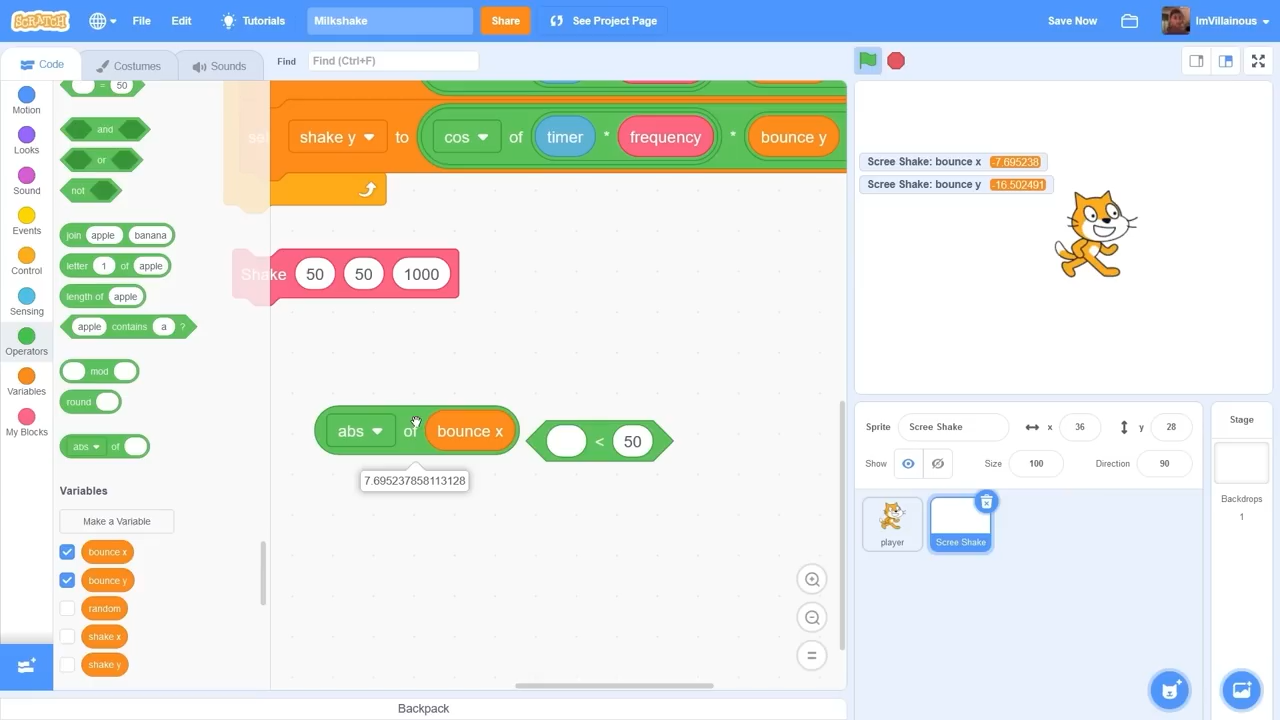 SCRATCH File Edit Tutorials Milkshake Share See Project Page Save Now ImVillainous
Code Costumes Sounds Find Find (Ctrl+F)
Motion
Looks
Sound
Events
Control
Sensing
Operators
Variables
My Blocks
= 50
and
or
not
join apple banana
letter 1 of apple
length of apple
apple contains a ?
mod
round
abs of
Variables
Make a Variable
bounce x
bounce y
random
shake x
shake y
set shake y to cos of timer * frequency * bounce y
Shake 50 50 1000
abs of bounce x < 50
7.695237858113128
Backpack
Scree Shake: bounce x -7.695238
Scree Shake: bounce y -16.502491
Sprite Scree Shake x 36 y 28
Show Size 100 Direction 90
player
Scree Shake
Stage
Backdrops
1